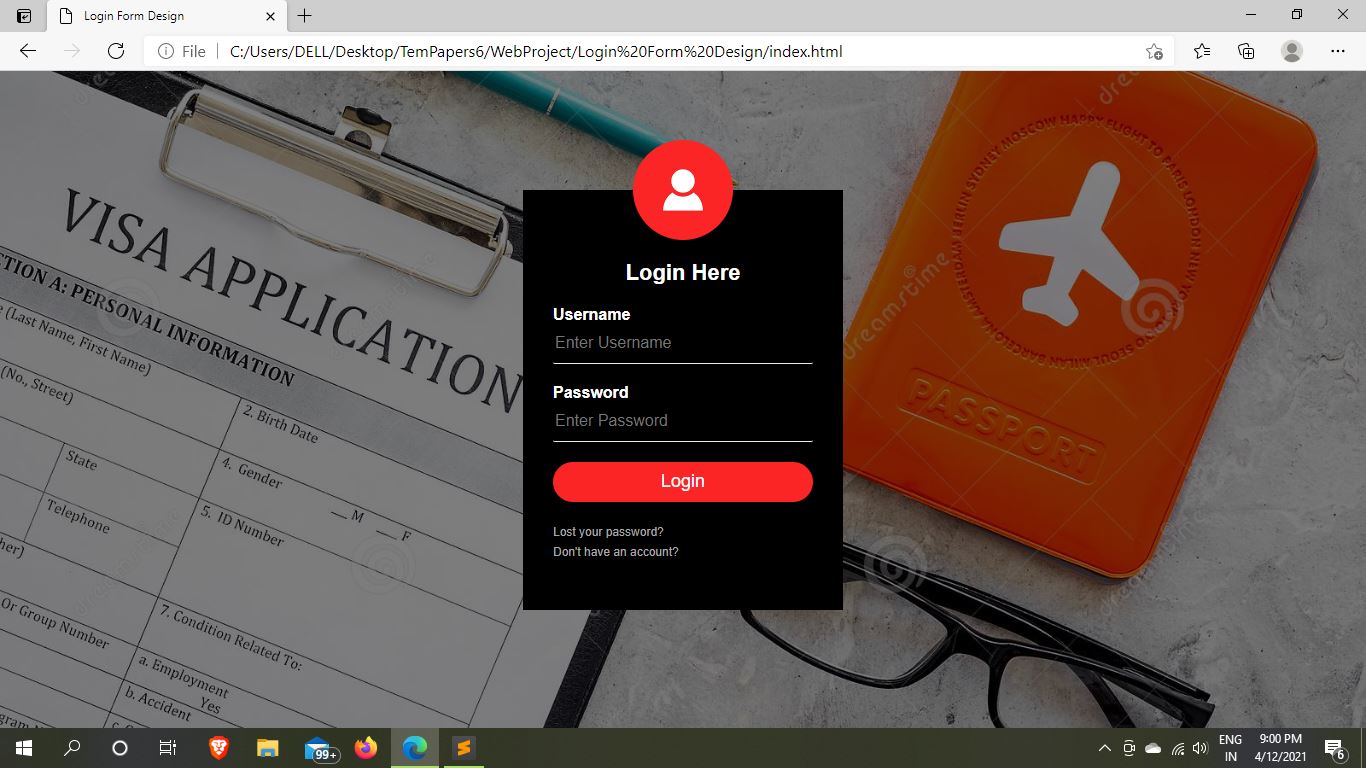 Login Form Design
File
C:/Users/DELL/Desktop/TemPapers6/WebProject/Login%20Form%20Design/index.html
VISA APPLICATION
CTION A: PERSONAL INFORMATION
(Last Name, First Name)
(No., Street)
2. Birth Date
State
4. Gender
M
F
Telephone
5. ID Number
her)
Or Group Number
7. Condition Related To:
a. Employment
Yes
b. Accident
Login Here
Username
Enter Username
Password
Enter Password
Login
Lost your password?
Don't have an account?
BERLIN SYDNEY MOSCOW HAPPY FLIGHT TO PARIS LONDON NEW YORK
SEOUL MILAN BARCELONA AMSTERDAM
PASSPORT
dreamstime
© dreamstime
dreamstime
99+
ENG
IN
9:00 PM
4/12/2021
6